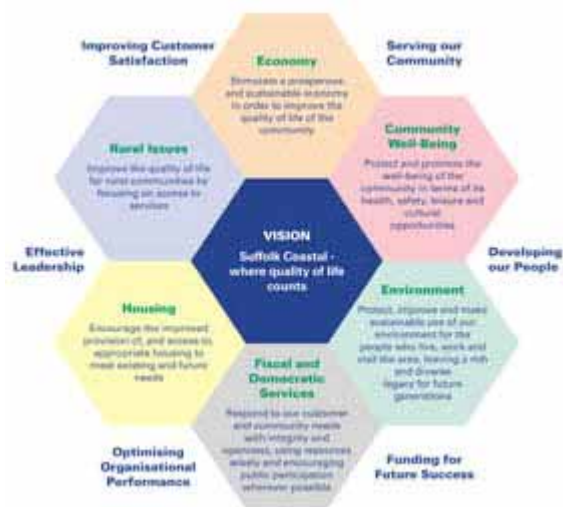 Improving Customer
Satisfaction
Economy
Stimulate a prosperous
and sustainable economy
in order to improve the
quality of life of the
community
Serving our
Community
Rural Issues
Improve the quality of life
for rural communities by
focusing on access to
services
Community
Well-Being
Protect and promote the
well-being of the
community in terms of its
health, safety, leisure and
cultural
opportunities
VISION
Suffolk Coastal -
where quality of life
counts
Effective
Leadership
Developing
our People
Housing
Encourage the improved
provision of, and access to,
appropriate housing to
meet existing and future
needs
Environment
Protect, improve and make
sustainable use of our
environment for the
people who live, work and
visit the area, leaving a rich
and diverse
legacy for future
generations
Fiscal and
Democratic
Services
Respond to our customer
and community needs
with integrity and
openness, using resources
wisely and encouraging
public participation
wherever possible
Optimising
Organisational
Performance
Funding for
Future Success